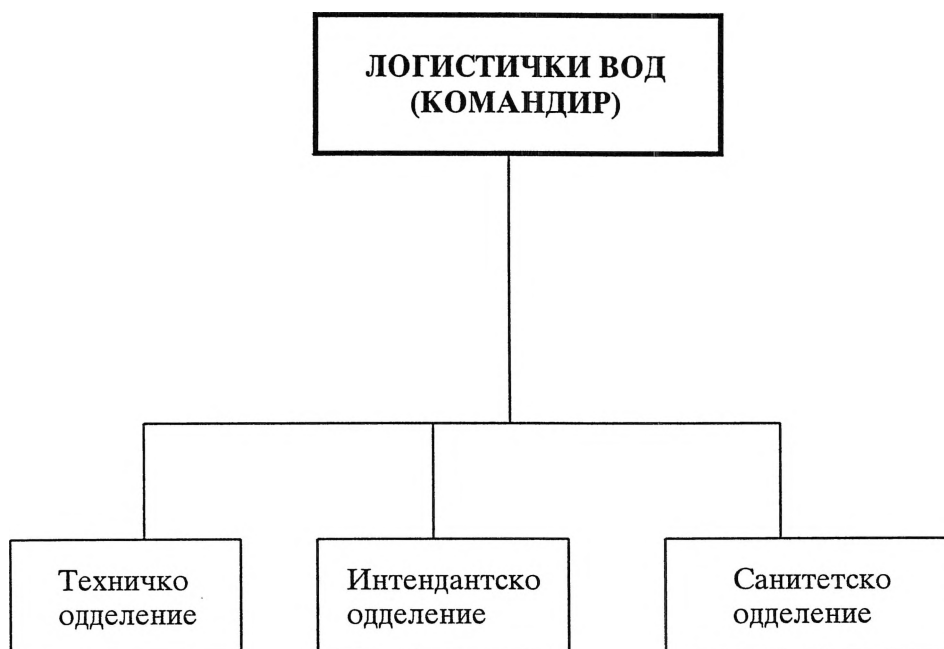 ЛОГИСТИЧКИ ВОД
(КОМАНДИР)
Техничко
одделение
Интендантско
одделение
Санитетско
одделение